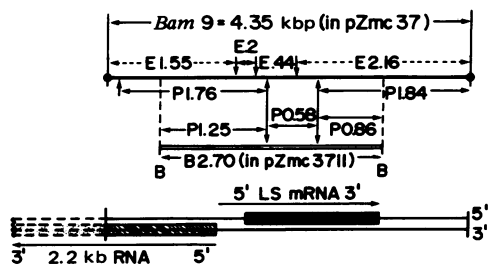 Bam 9 = 4.35 kbp (in pZmc 37)
E.2
E1.55 E.44 E2.16
P1.76 P1.84
P0.58
P1.25 P0.86
B2.70 (in pZmc 3711)
B B
5' LS mRNA 3'
5'
3'
3' 2.2 kb RNA 5'